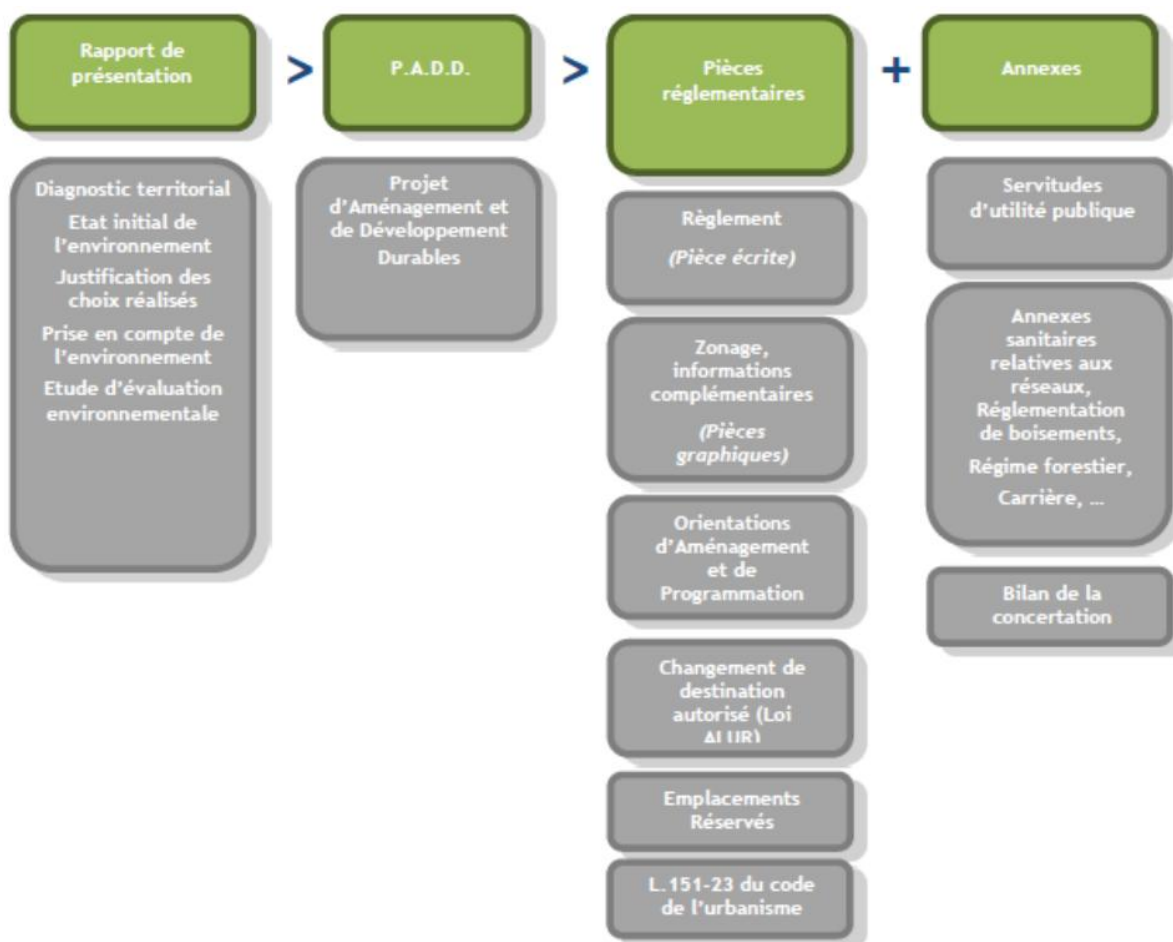 Rapport de
présentation
>
P.A.D.D.
>
Pièces
réglementaires
+
Annexes
Diagnostic territorial
Etat initial de
l'environnement
Justification des
choix réalisés
Prise en compte de
l'environnement
Etude d'évaluation
environnementale
Projet
d'Aménagement et
de Développement
Durables
Règlement
(Pièce écrite)
Zonage,
informations
complémentaires
(Pièces
graphiques)
Orientations
d'Aménagement
et de
Programmation
Changement de
destination
autorisé (Loi
ALUR)
Emplacements
Réservés
L.151-23 du code
de l'urbanisme
Servitudes
d'utilité publique
Annexes
sanitaires
relatives aux
réseaux,
Réglementation
de boisements,
Régime forestier,
Carrière, ...
Bilan de la
concertation